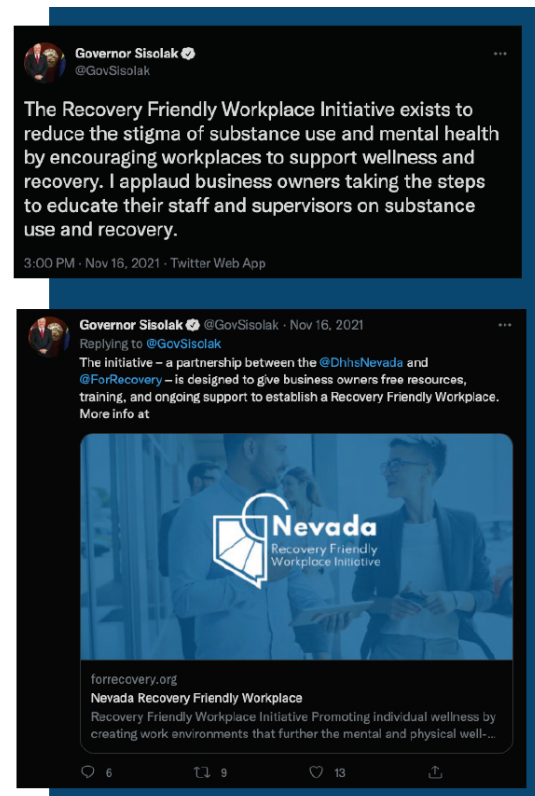 Governor Sisolak
@GovSisolak
The Recovery Friendly Workplace Initiative exists to
reduce the stigma of substance use and mental health
by encouraging workplaces to support wellness and
recovery. I applaud business owners taking the steps
to educate their staff and supervisors on substance
use and recovery.
3:00 PM · Nov 16, 2021 · Twitter Web App
Governor Sisolak @GovSisolak · Nov 16, 2021
Replying to @GovSisolak
The initiative – a partnership between the @DhhsNevada and
@ForRecovery – is designed to give business owners free resources,
training, and ongoing support to establish a Recovery Friendly Workplace.
More info at
Nevada
Recovery Friendly
Workplace Initiative
forrecovery.org
Nevada Recovery Friendly Workplace
Recovery Friendly Workplace Initiative Promoting individual wellness by
creating work environments that further the mental and physical well-...
6 9 13